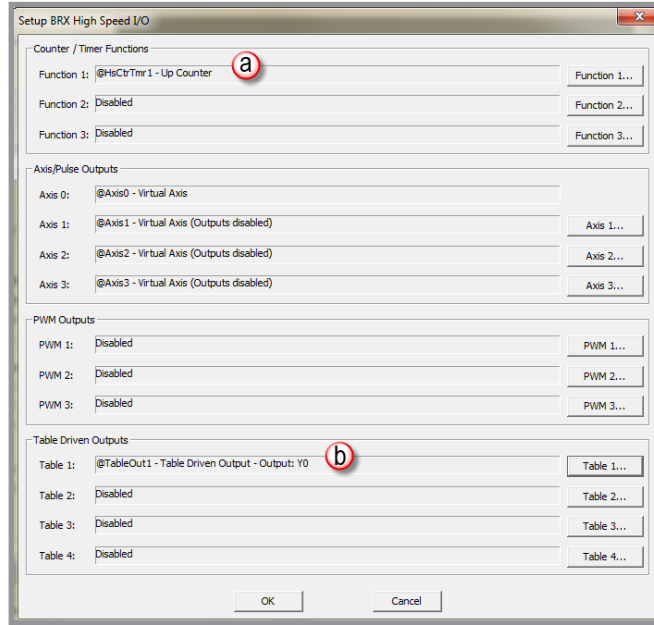 Setup BRX High Speed I/O
Counter / Timer Functions
Function 1: @HsCtrTmr1 - Up Counter a Function 1...
Function 2: Disabled Function 2...
Function 3: Disabled Function 3...
Axis/Pulse Outputs
Axis 0: @Axis0 - Virtual Axis
Axis 1: @Axis1 - Virtual Axis (Outputs disabled) Axis 1...
Axis 2: @Axis2 - Virtual Axis (Outputs disabled) Axis 2...
Axis 3: @Axis3 - Virtual Axis (Outputs disabled) Axis 3...
PWM Outputs
PWM 1: Disabled PWM 1...
PWM 2: Disabled PWM 2...
PWM 3: Disabled PWM 3...
Table Driven Outputs
Table 1: @TableOut1 - Table Driven Output - Output: Y0 b Table 1...
Table 2: Disabled Table 2...
Table 3: Disabled Table 3...
Table 4: Disabled Table 4...
OK Cancel